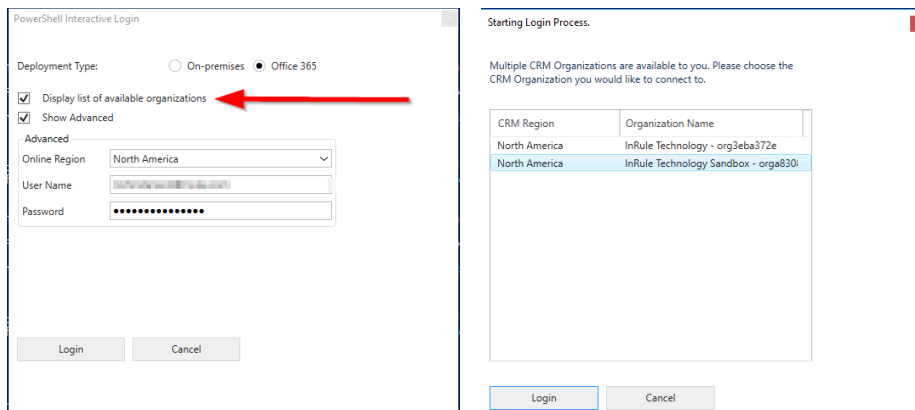 PowerShell Interactive Login
Deployment Type:
On-premises
Office 365
Display list of available organizations
Show Advanced
Advanced
Online Region
North America
User Name
Password
Login
Cancel
Starting Login Process.
Multiple CRM Organizations are available to you. Please choose the
CRM Organization you would like to connect to.
CRM Region
Organization Name
North America
InRule Technology - org3eba372e
North America
InRule Technology Sandbox - orga830
Login
Cancel